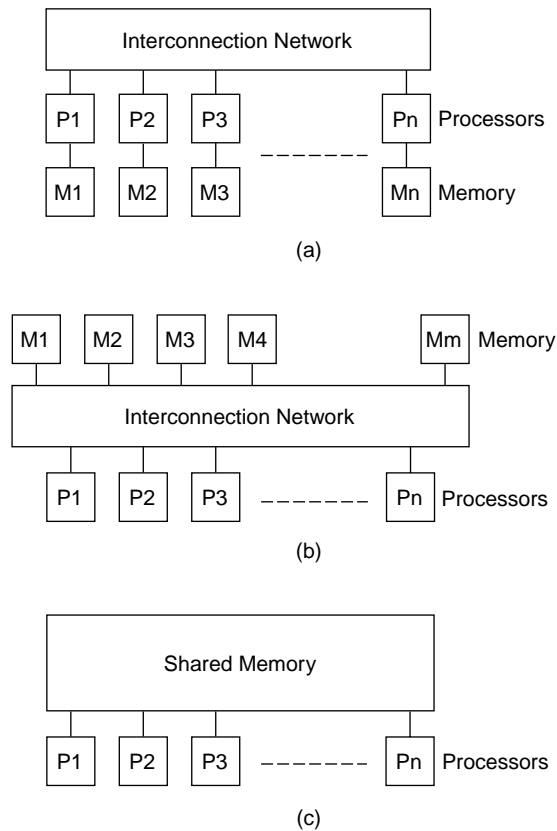 Interconnection Network
P1 P2 P3 Pn Processors
M1 M2 M3 Mn Memory
(a)
M1 M2 M3 M4 Mm Memory
Interconnection Network
P1 P2 P3 Pn Processors
(b)
Shared Memory
P1 P2 P3 Pn Processors
(c)